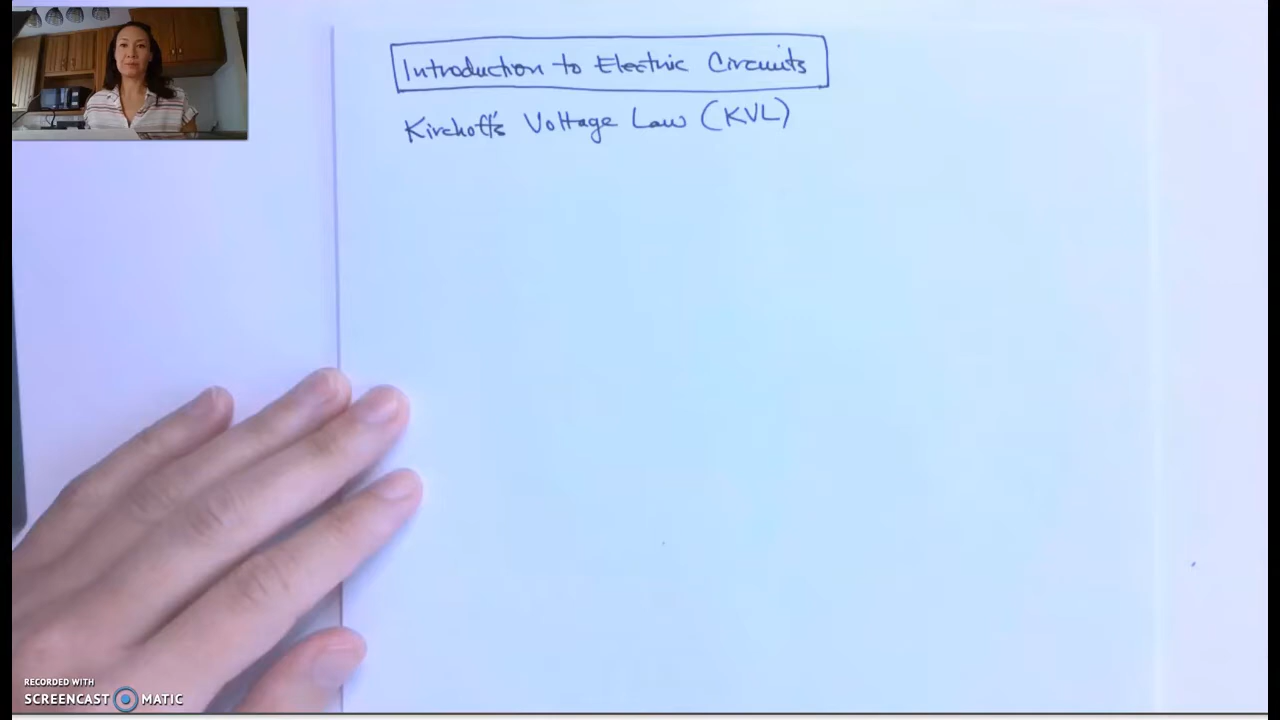 Introduction to Electric Circuits
Kirchoff's Voltage Law (KVL)
RECORDED WITH
SCREENCAST MATIC